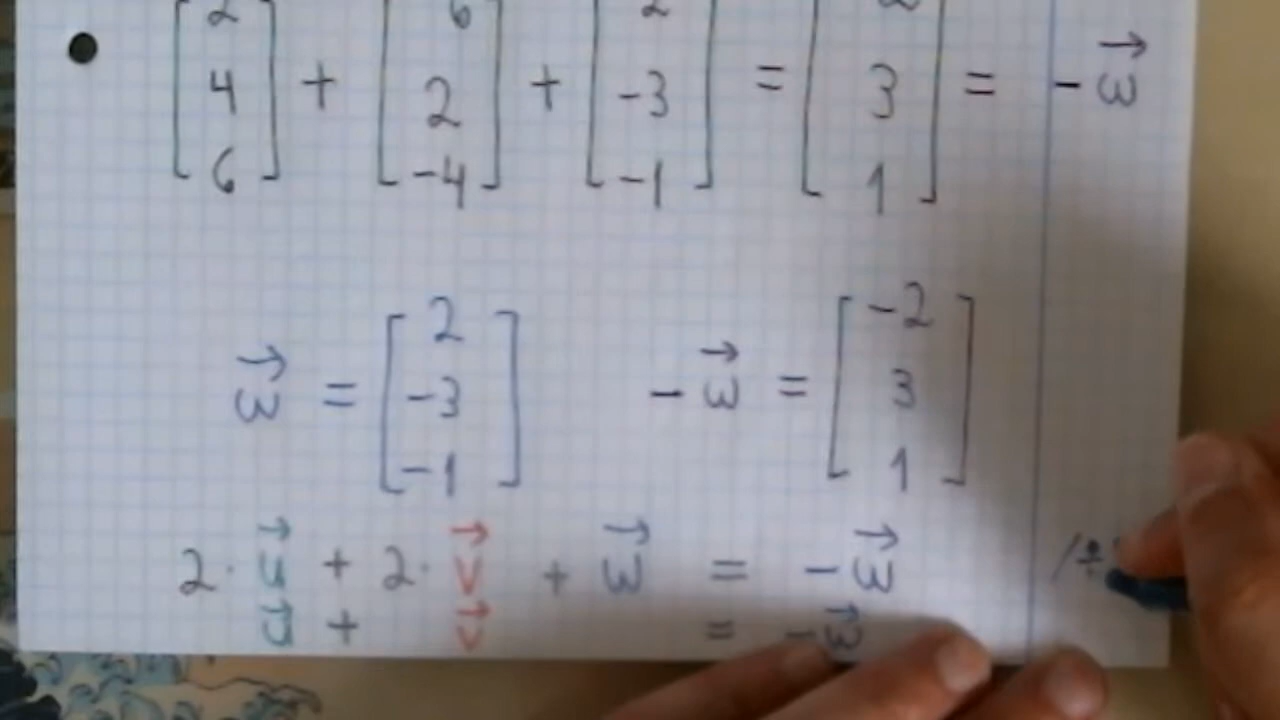 [2 4 6] + [6 2 -4] + [2 -3 -1] = [-2 3 1] = -w⃗
w⃗ = [2 -3 -1] -w⃗ = [-2 3 1]
2·u⃗ + 2·v⃗ + w⃗ = -w⃗ /÷
u⃗ + v⃗ = -w⃗